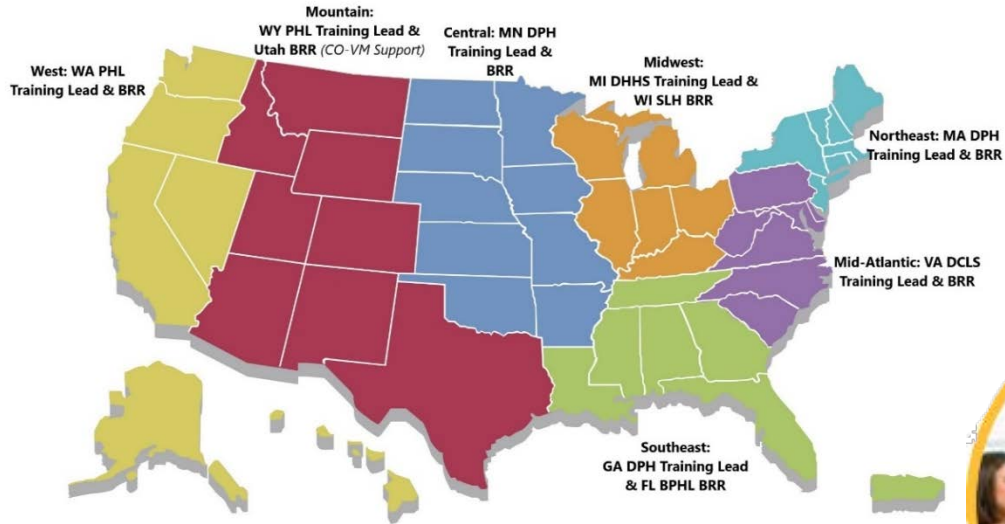 Mountain:
WY PHL Training Lead &
Utah BRR (CO-VM Support)
Central: MN DPH
Training Lead &
BRR
Midwest:
MI DHHS Training Lead &
WI SLH BRR
West: WA PHL
Training Lead & BRR
Northeast: MA DPH
Training Lead & BRR
Mid-Atlantic: VA DCLS
Training Lead & BRR
Southeast:
GA DPH Training Lead
& FL BPHL BRR